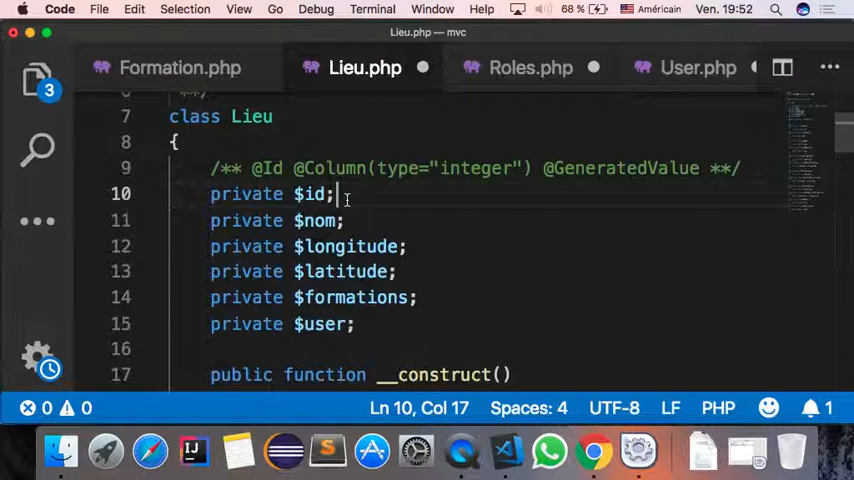 Code File Edit Selection View Go Debug Terminal Window Help 68 % Américain Ven. 19:52
Lieu.php — mvc
Formation.php Lieu.php Roles.php User.php
3
**/
7 class Lieu
8 {
9 /** @Id @Column(type="integer") @GeneratedValue **/
10 private $id;
11 private $nom;
12 private $longitude;
13 private $latitude;
14 private $formations;
15 private $user;
16
17 public function __construct()
0 0 Ln 10, Col 17 Spaces: 4 UTF-8 LF PHP 1